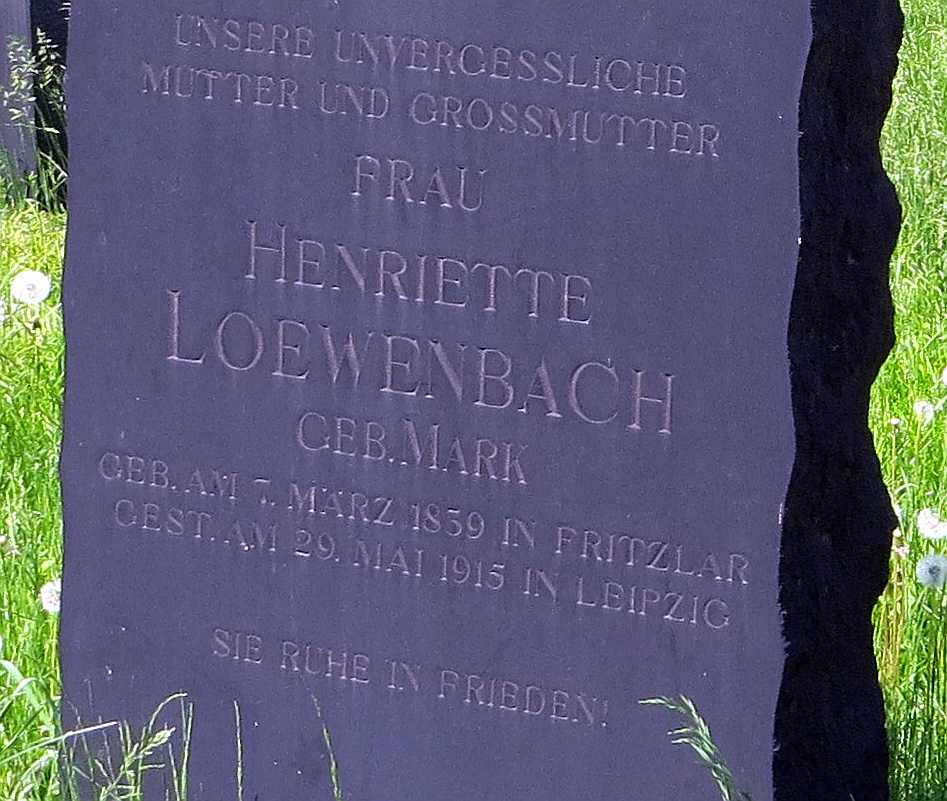 UNSERE UNVERGESSLICHE
MUTTER UND GROSSMUTTER
FRAU
HENRIETTE
LOEWENBACH
GEB. MARK
GEB. AM 7. MÄRZ 1839 IN FRITZLAR
GEST. AM 29. MAI 1915 IN LEIPZIG
SIE RUHE IN FRIEDEN!